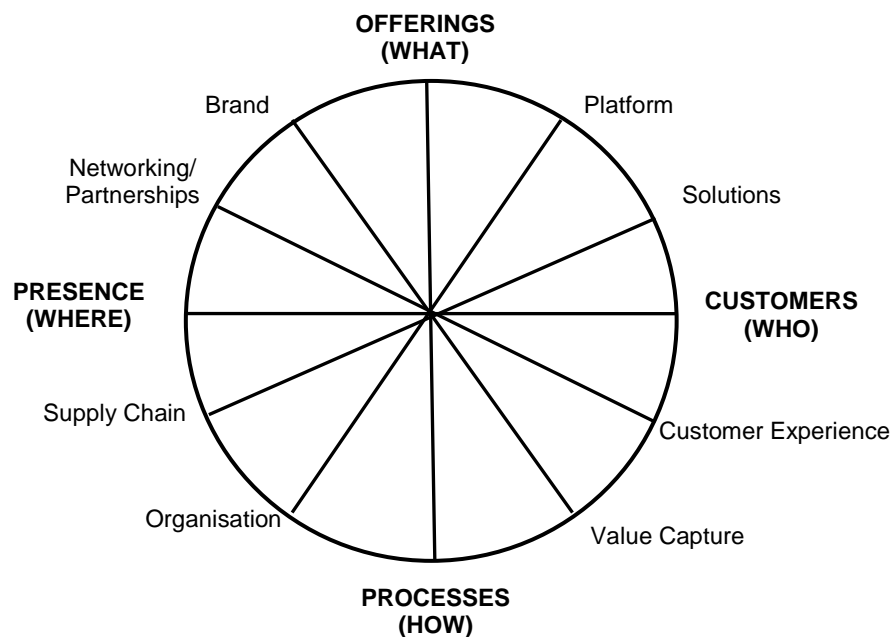 OFFERINGS
(WHAT)
Brand
Platform
Networking/
Partnerships
Solutions
PRESENCE
(WHERE)
CUSTOMERS
(WHO)
Supply Chain
Customer Experience
Organisation
Value Capture
PROCESSES
(HOW)